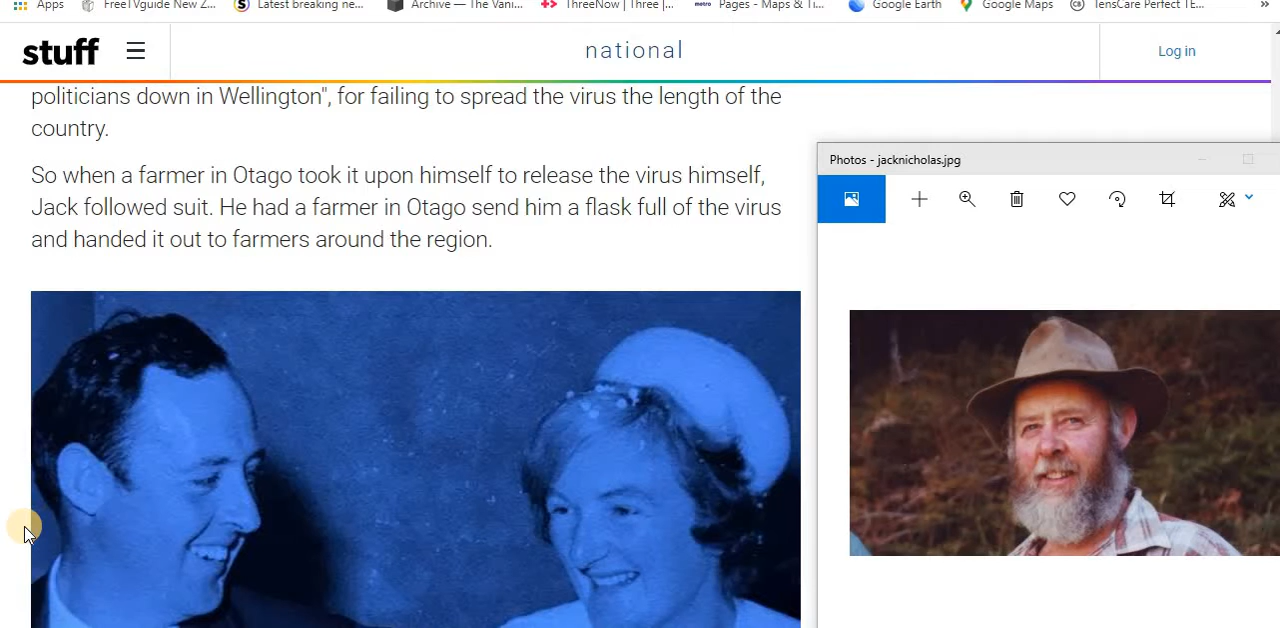 Apps FreeTVguide New Z... Latest breaking ne... Archive — The Vani... ThreeNow | Three |... metro Pages - Maps & Ti... Google Earth Google Maps TensCare Perfect TE... »
stuff national Log in
politicians down in Wellington", for failing to spread the virus the length of the
country.
So when a farmer in Otago took it upon himself to release the virus himself,
Jack followed suit. He had a farmer in Otago send him a flask full of the virus
and handed it out to farmers around the region.
Photos - jacknicholas.jpg